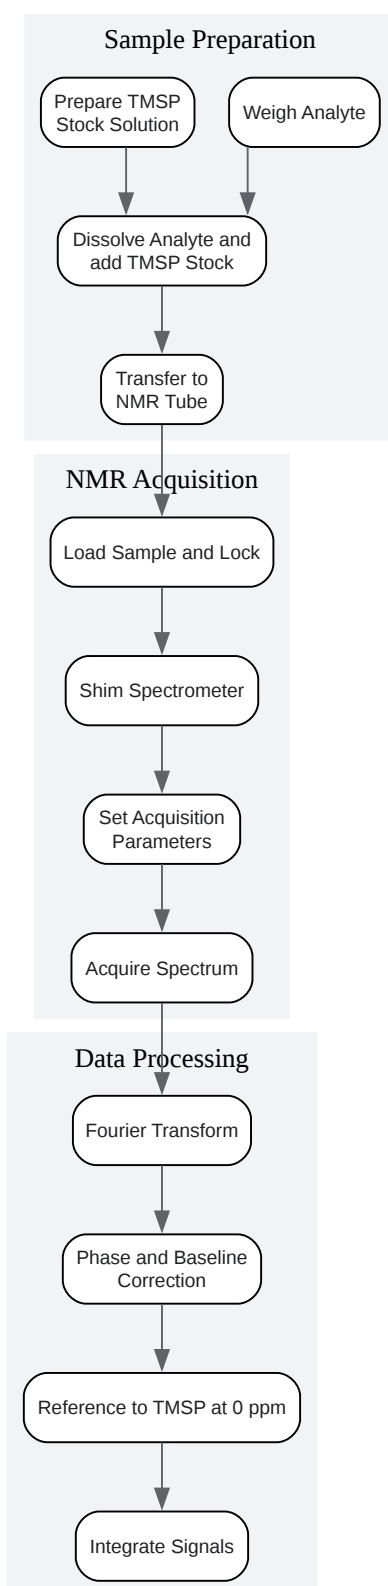 Sample Preparation
Prepare TMSP
Stock Solution
Weigh Analyte
Dissolve Analyte and
add TMSP Stock
Transfer to
NMR Tube
NMR Acquisition
Load Sample and Lock
Shim Spectrometer
Set Acquisition
Parameters
Acquire Spectrum
Data Processing
Fourier Transform
Phase and Baseline
Correction
Reference to TMSP at 0 ppm
Integrate Signals